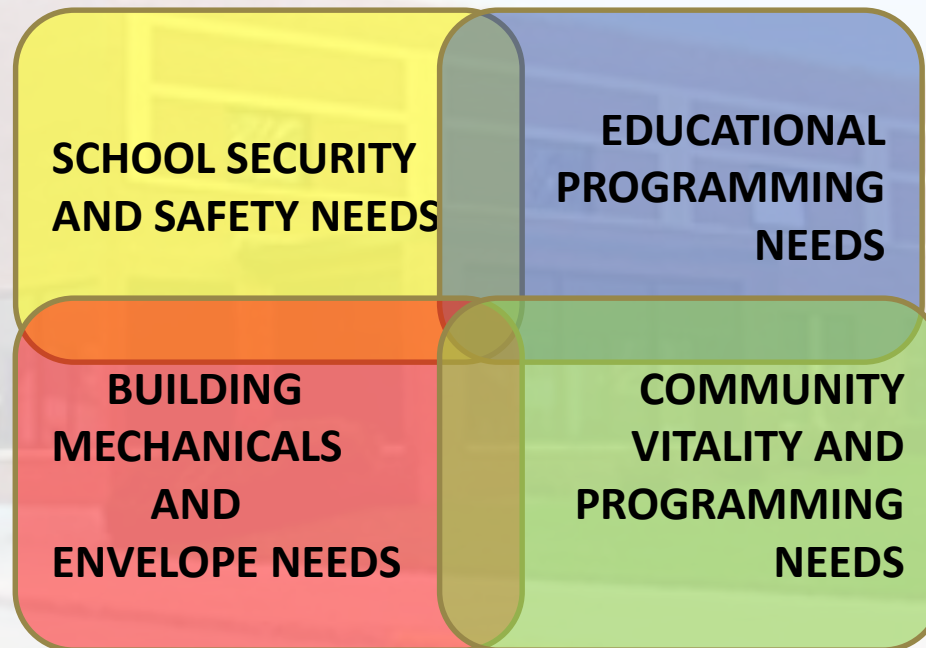 SCHOOL SECURITY
AND SAFETY NEEDS
EDUCATIONAL
PROGRAMMING
NEEDS
BUILDING
MECHANICALS
AND
ENVELOPE NEEDS
COMMUNITY
VITALITY AND
PROGRAMMING
NEEDS